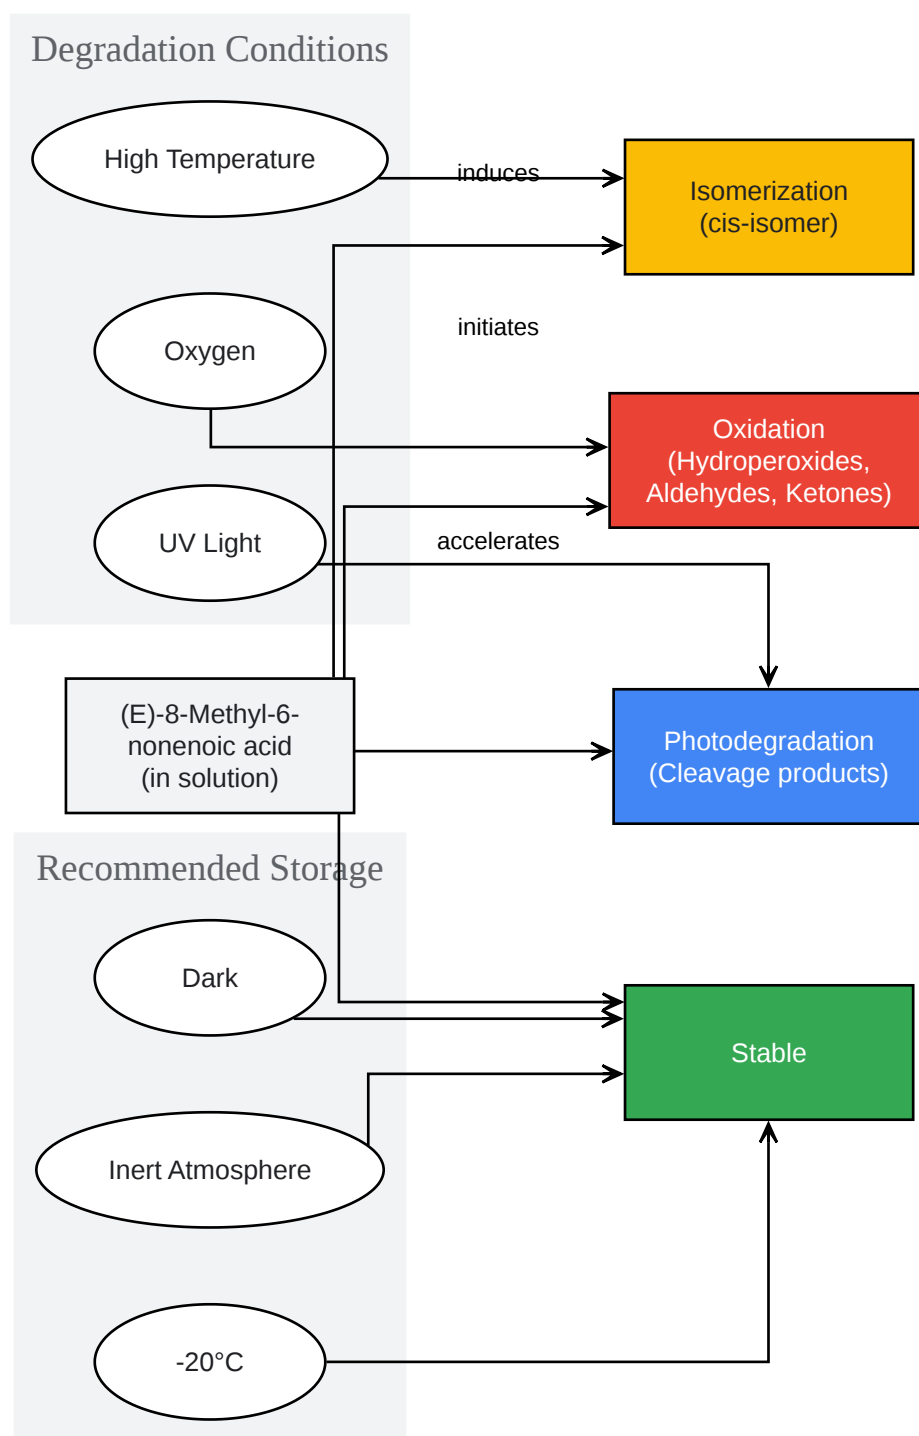 Degradation Conditions
High Temperature
induces
Isomerization
(cis-isomer)
Oxygen
initiates
Oxidation
(Hydroperoxides,
Aldehydes, Ketones)
UV Light
accelerates
(E)-8-Methyl-6-
nonenoic acid
(in solution)
Photodegradation
(Cleavage products)
Recommended Storage
Dark
Stable
Inert Atmosphere
-20°C